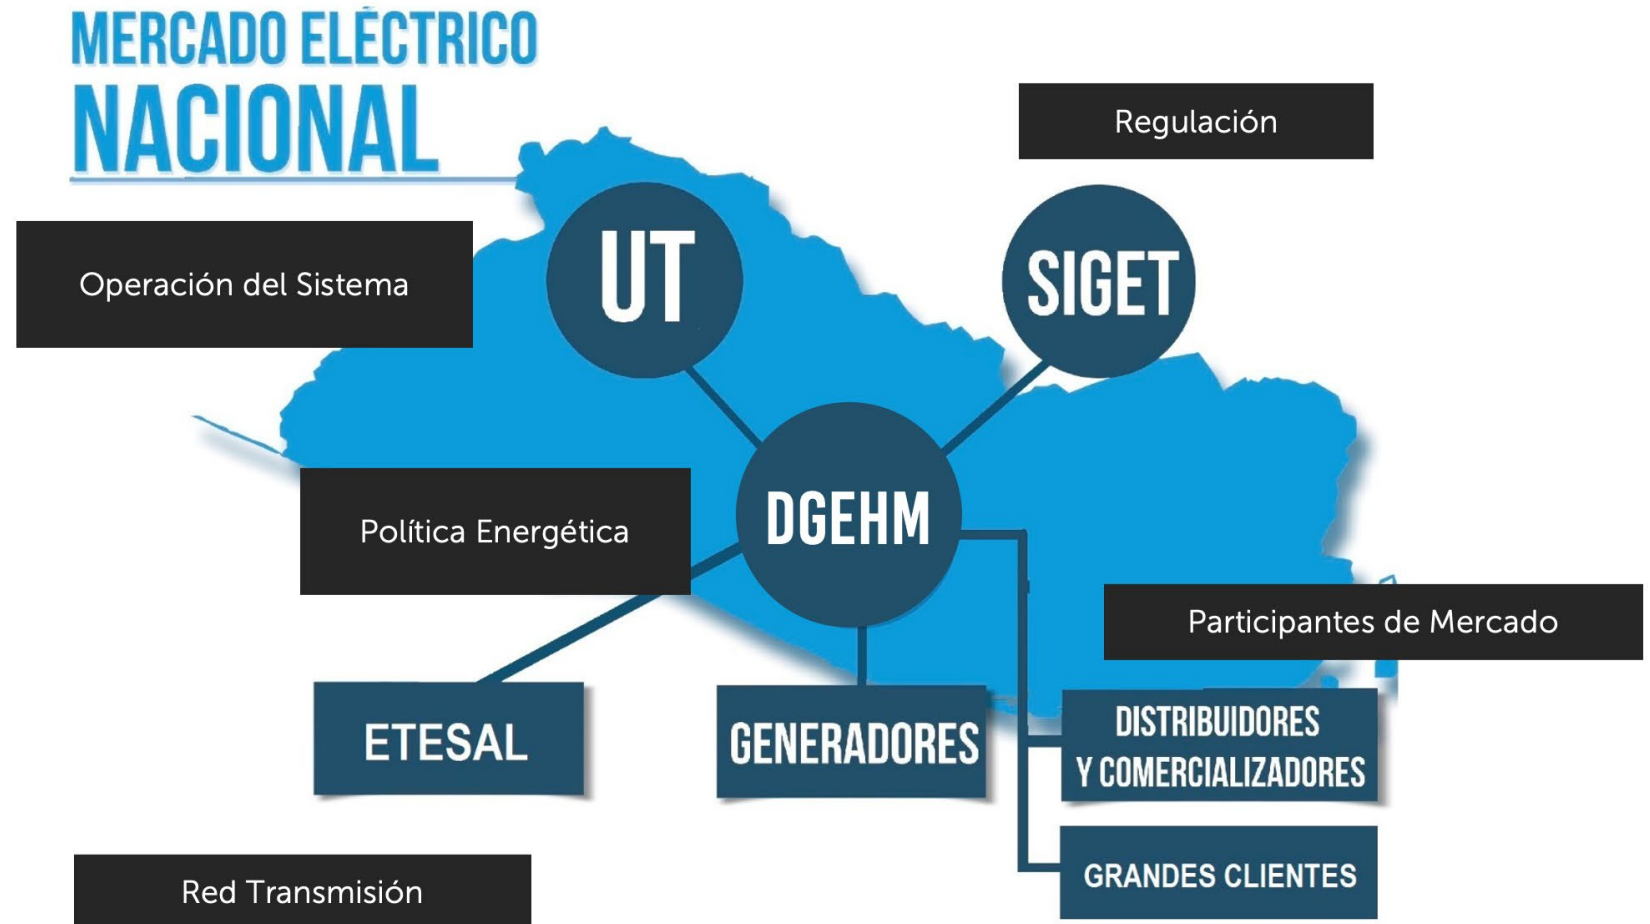 MERCADO ELÉCTRICO
NACIONAL
Regulación
Operación del Sistema
UT
SIGET
Política Energética
DGEHM
Participantes de Mercado
ETESAL
GENERADORES
DISTRIBUIDORES
Y COMERCIALIZADORES
GRANDES CLIENTES
Red Transmisión